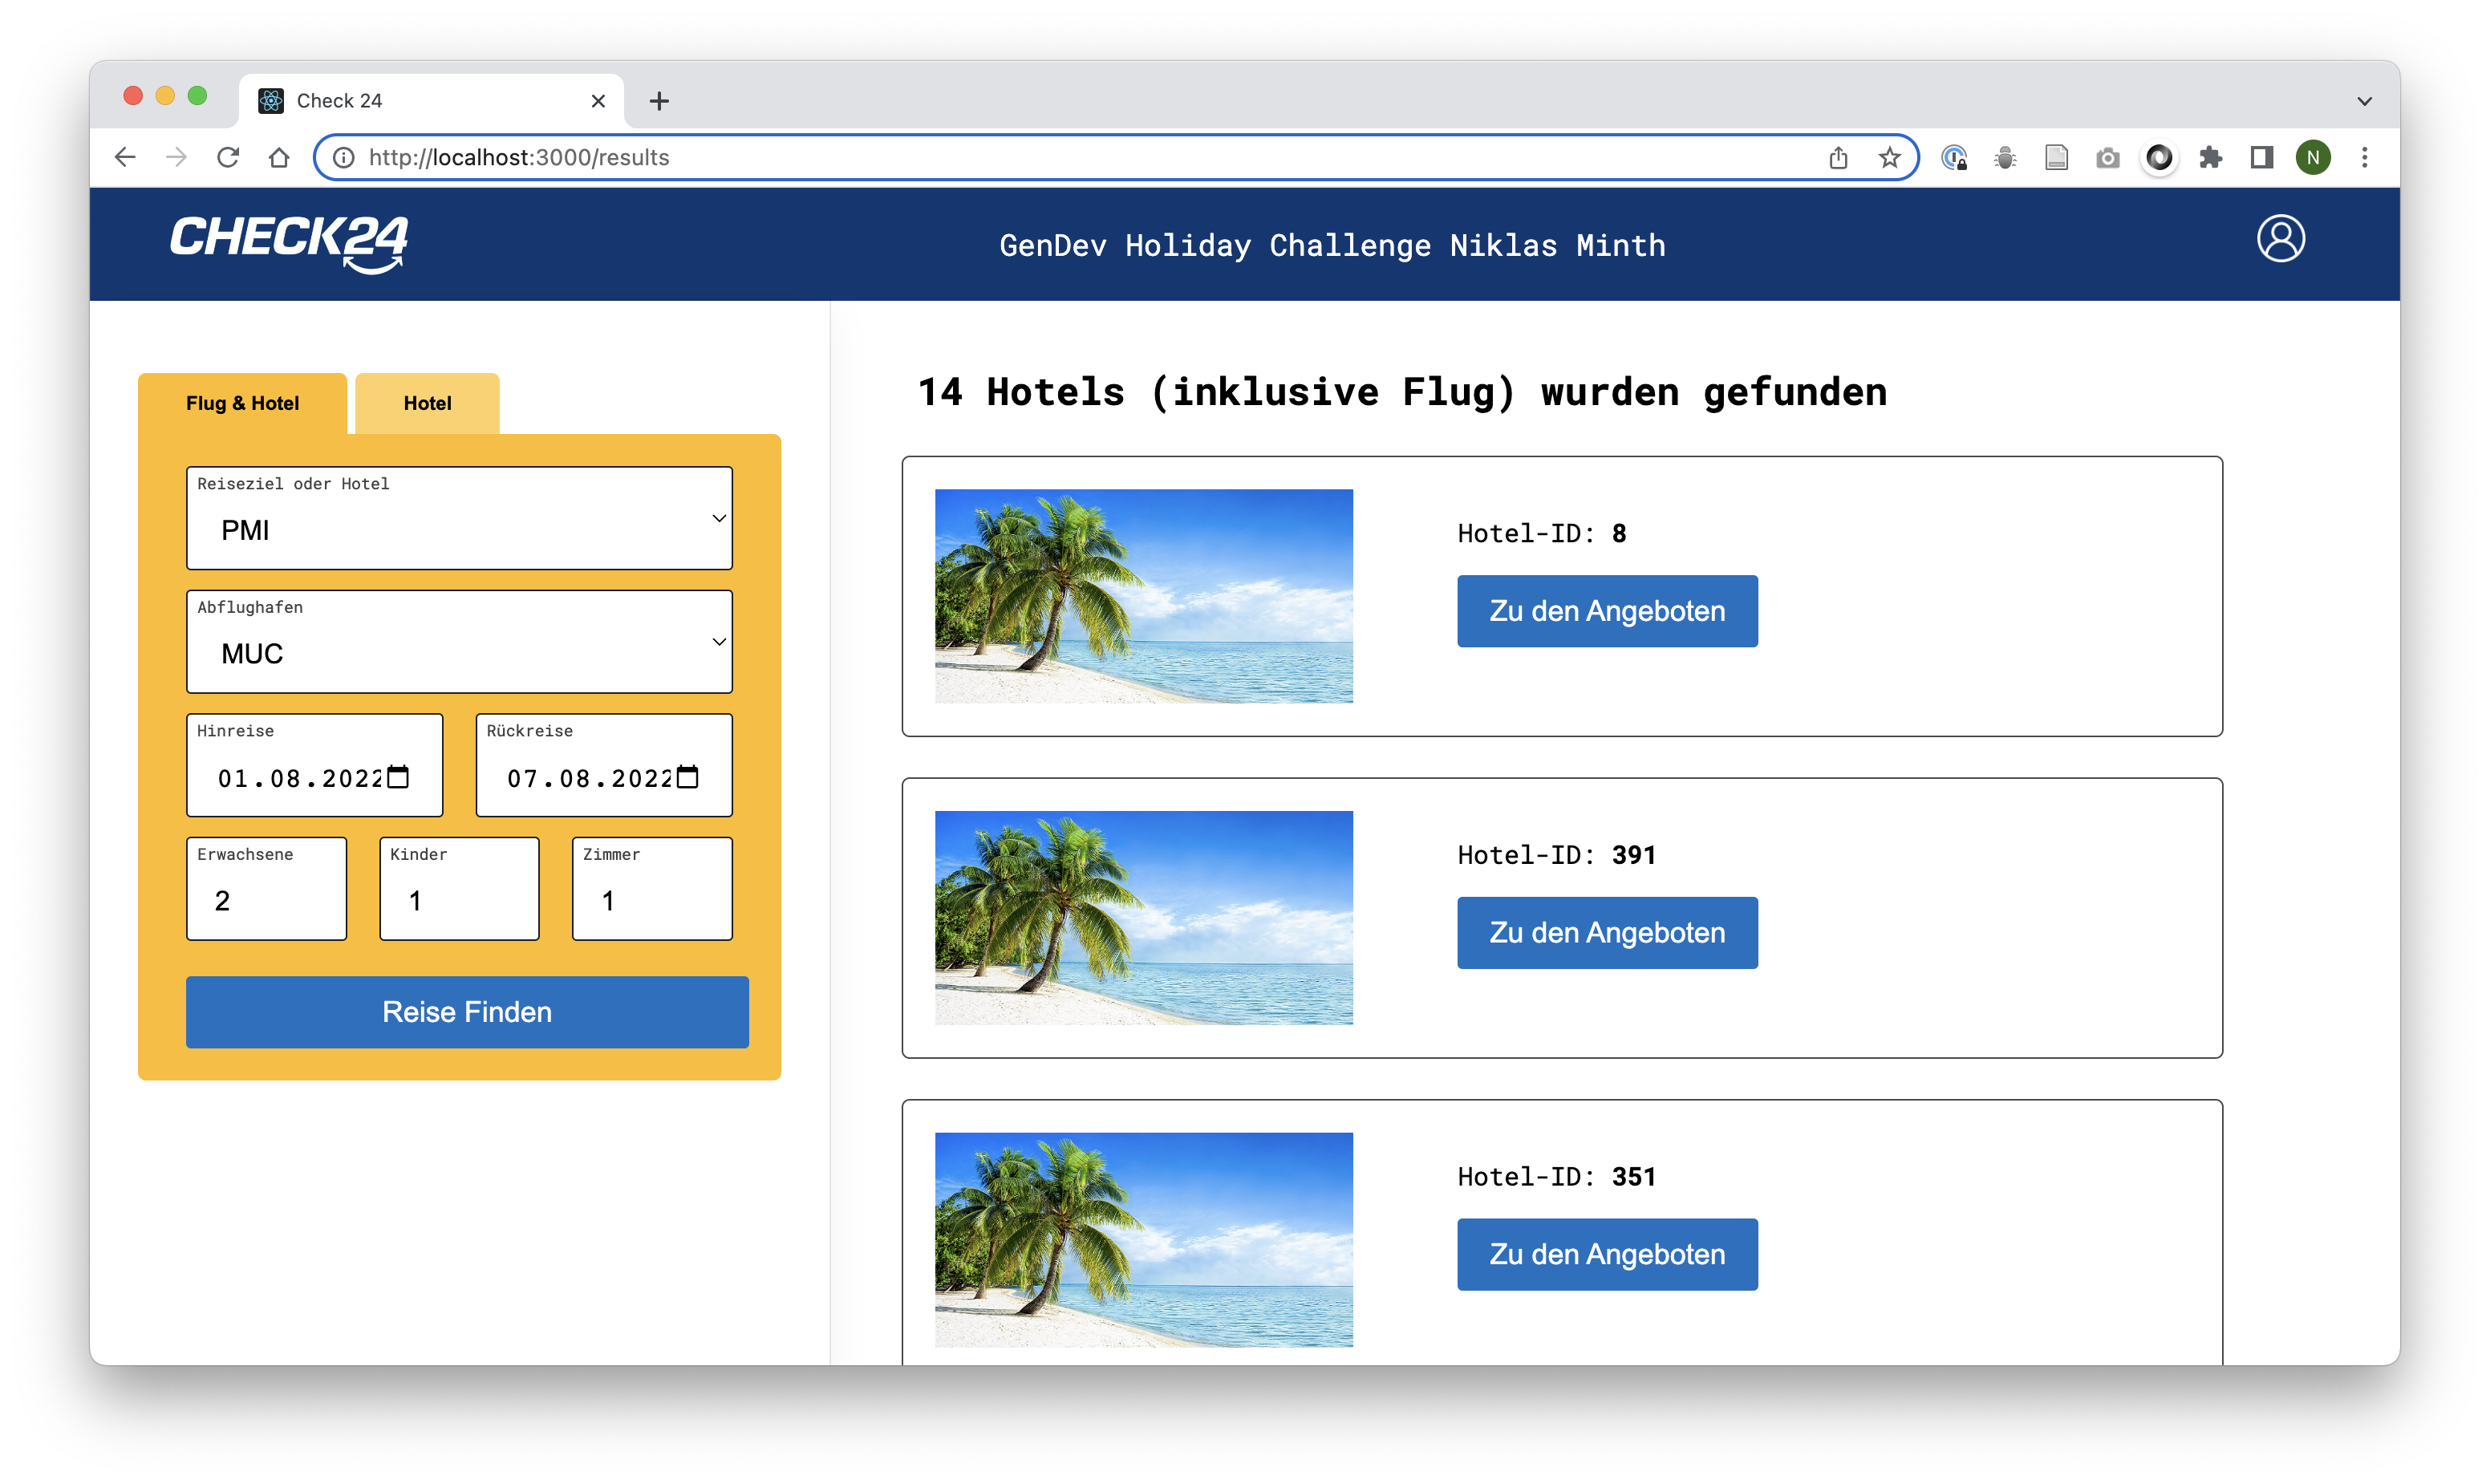 Check 24
http://localhost:3000/results
N
CHECK24
GenDev Holiday Challenge Niklas Minth
Flug & Hotel
Hotel
Reiseziel oder Hotel
PMI
Abflughafen
MUC
Hinreise
Rückreise
01.08.2022
07.08.2022
Erwachsene
Kinder
Zimmer
2
1
1
Reise Finden
14 Hotels (inklusive Flug) wurden gefunden
Hotel-ID: 8
Zu den Angeboten
Hotel-ID: 391
Zu den Angeboten
Hotel-ID: 351
Zu den Angeboten